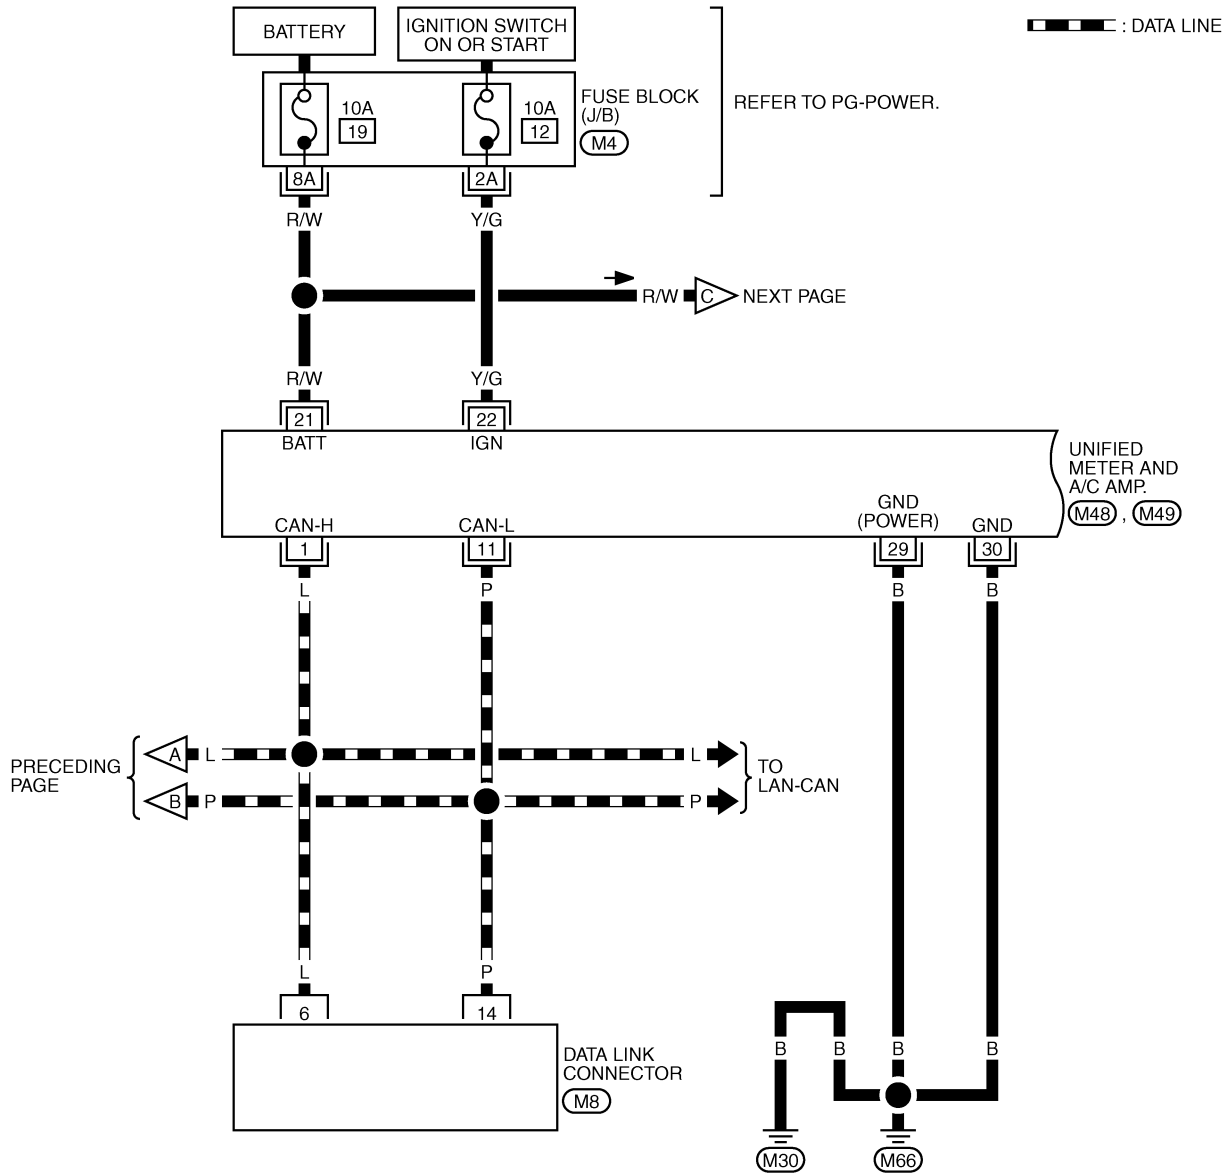 BATTERY
IGNITION SWITCH
ON OR START
: DATA LINE
10A
19
10A
12
FUSE BLOCK
(J/B)
M4
REFER TO PG-POWER.
8A
2A
R/W
Y/G
R/W
C
NEXT PAGE
R/W
Y/G
21
22
BATT
IGN
UNIFIED
METER AND
A/C AMP.
M48 , M49
CAN-H
CAN-L
GND
(POWER)
GND
1
11
29
30
L
P
B
B
PRECEDING
PAGE
A
L
L
B
P
P
TO
LAN-CAN
L
P
6
14
DATA LINK
CONNECTOR
M8
B
B
B
B
M30
M66